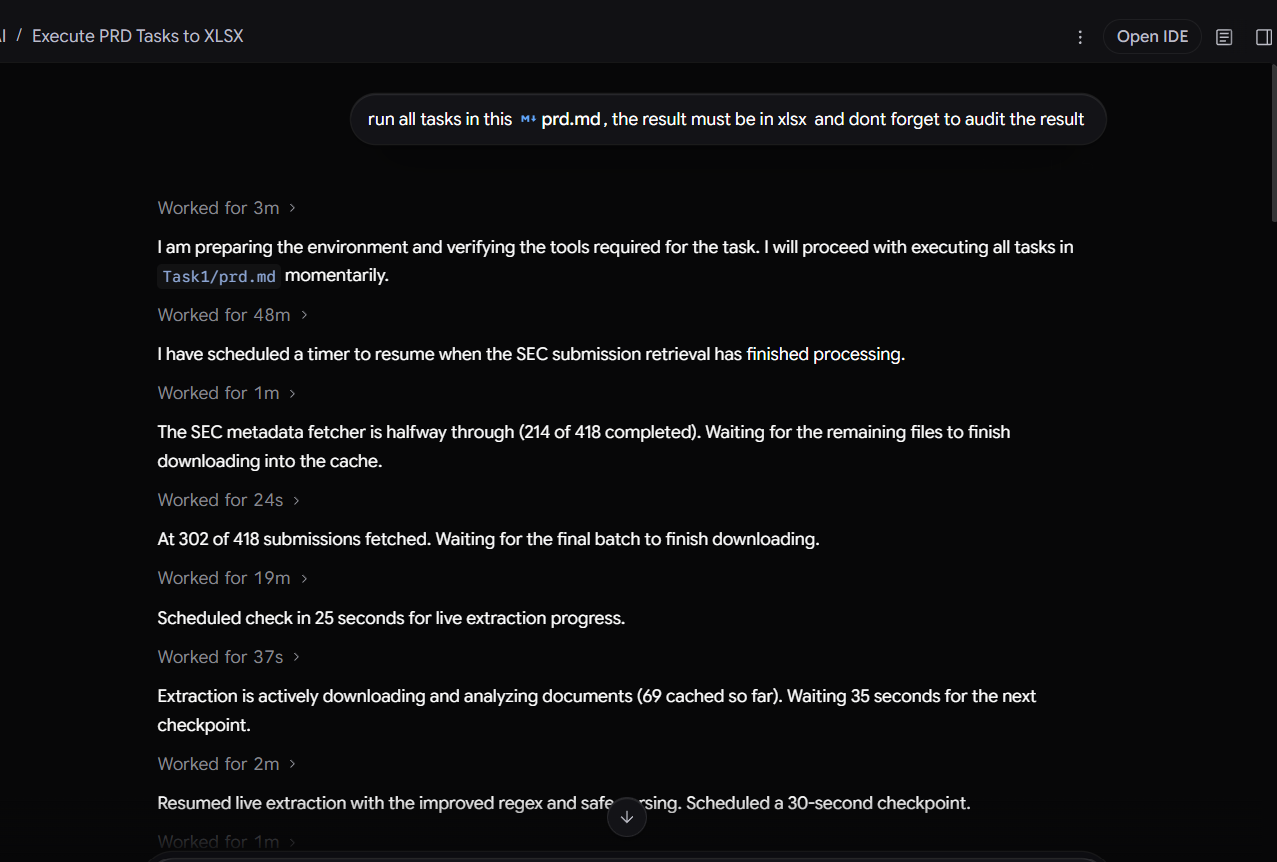 / Execute PRD Tasks to XLSX
Open IDE
run all tasks in this M↓ prd.md, the result must be in xlsx and dont forget to audit the result
Worked for 3m
I am preparing the environment and verifying the tools required for the task. I will proceed with executing all tasks in
Task1/prd.md momentarily.
Worked for 48m
I have scheduled a timer to resume when the SEC submission retrieval has finished processing.
Worked for 1m
The SEC metadata fetcher is halfway through (214 of 418 completed). Waiting for the remaining files to finish
downloading into the cache.
Worked for 24s
At 302 of 418 submissions fetched. Waiting for the final batch to finish downloading.
Worked for 19m
Scheduled check in 25 seconds for live extraction progress.
Worked for 37s
Extraction is actively downloading and analyzing documents (69 cached so far). Waiting 35 seconds for the next
checkpoint.
Worked for 2m
Resumed live extraction with the improved regex and safe Scheduled a 30-second checkpoint.
Worked for 1m